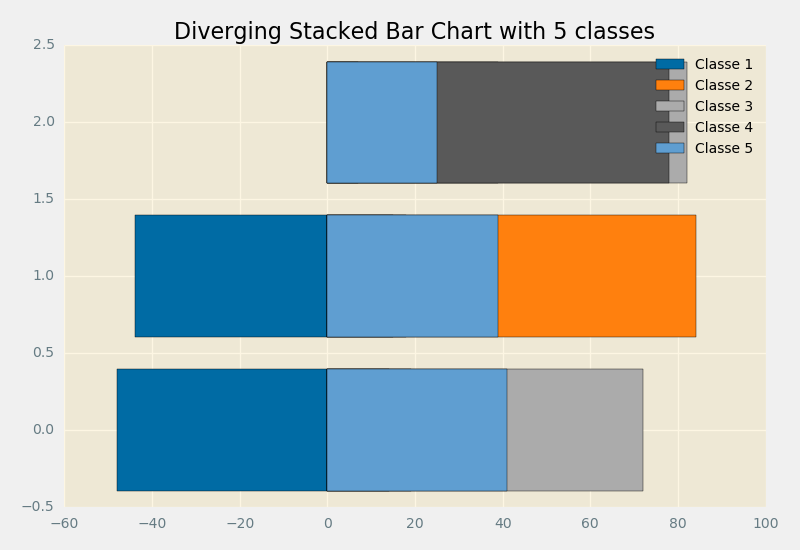 Diverging Stacked Bar Chart with 5 classes
2.5
2.0
1.5
1.0
0.5
0.0
−0.5
−60 −40 −20 0 20 40 60 80 100
Classe 1
Classe 2
Classe 3
Classe 4
Classe 5